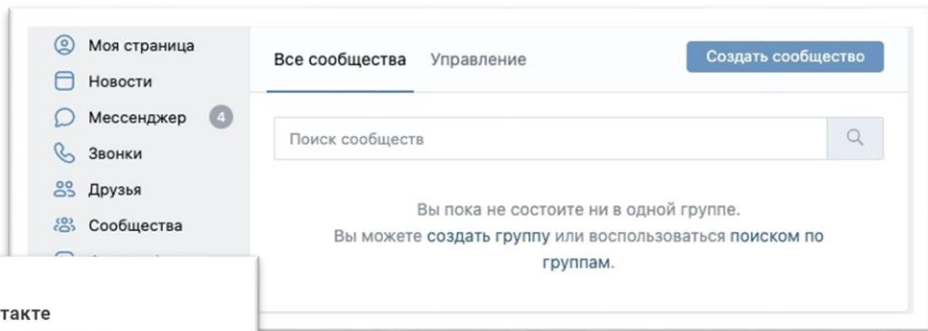 Моя страница
Новости
Мессенджер 4
Звонки
Друзья
Сообщества
Все сообщества Управление
Создать сообщество
Поиск сообществ
Вы пока не состоите ни в одной группе.
Вы можете создать группу или воспользоваться поиском по
группам.
такте